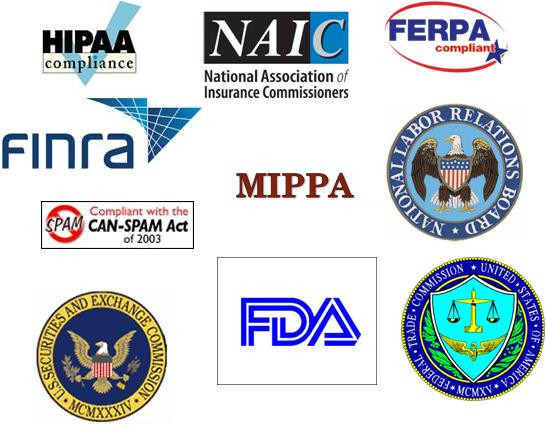 HIPAA
compliance
NAIC
National Association of
Insurance Commissioners
FERPA
compliant
FINRA
MIPPA
NATIONAL LABOR RELATIONS BOARD
SPAM
Compliant with the
CAN-SPAM Act
of 2003
U.S. SECURITIES AND EXCHANGE COMMISSION
MCMXXXIV
FDA
FEDERAL TRADE COMMISSION ★ UNITED STATES OF AMERICA
MCMXV